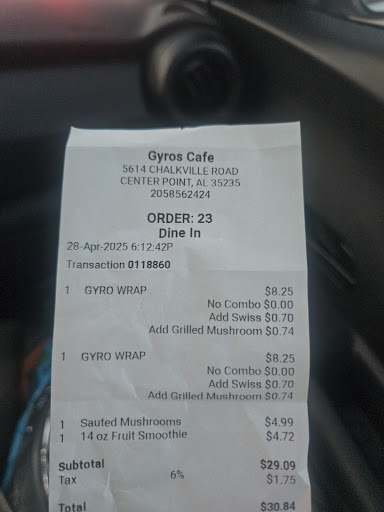 Gyros Cafe
5614 CHALKVILLE ROAD
CENTER POINT, AL 35235
2058562424
ORDER: 23
Dine In
28-Apr-2025 6:12:42P
Transaction 0118860
1 GYRO WRAP $8.25
No Combo $0.00
Add Swiss $0.70
Add Grilled Mushroom $0.74
1 GYRO WRAP $8.25
No Combo $0.00
Add Swiss $0.70
Add Grilled Mushroom $0.74
1 Sauted Mushrooms $4.99
1 14 oz Fruit Smoothie $4.72
Subtotal $29.09
Tax 6% $1.75
Total $30.84